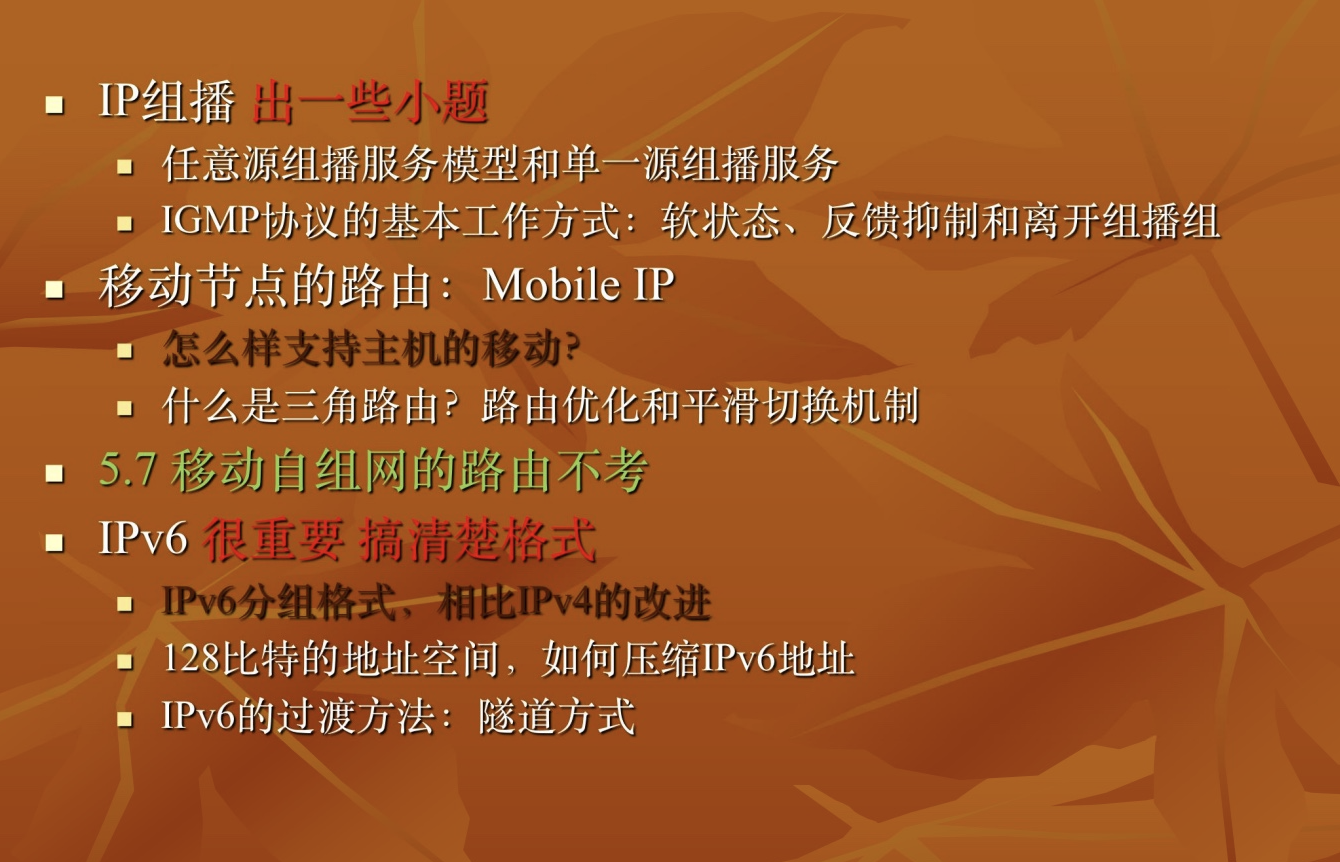 IP组播 出一些小题
任意源组播服务模型和单一源组播服务
IGMP协议的基本工作方式：软状态、反馈抑制和离开组播组
移动节点的路由：Mobile IP
怎么样支持主机的移动？
什么是三角路由？路由优化和平滑切换机制
5.7 移动自组网的路由不考
IPv6 很重要 搞清楚格式
IPv6分组格式，相比IPv4的改进
128比特的地址空间，如何压缩IPv6地址
IPv6的过渡方法：隧道方式